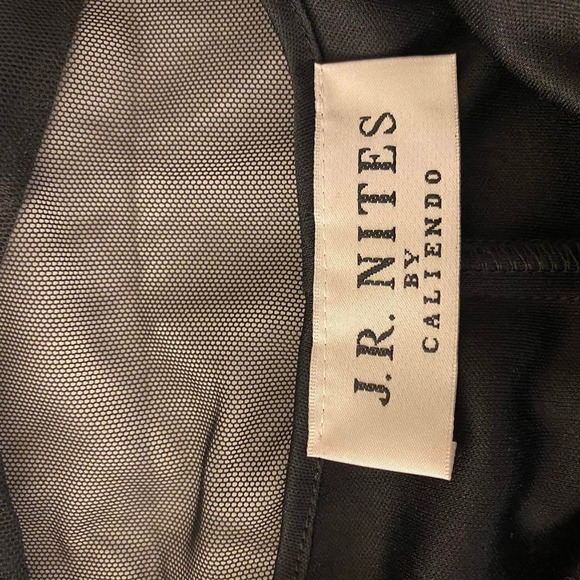 J.R. NITES
BY
CALIENDO